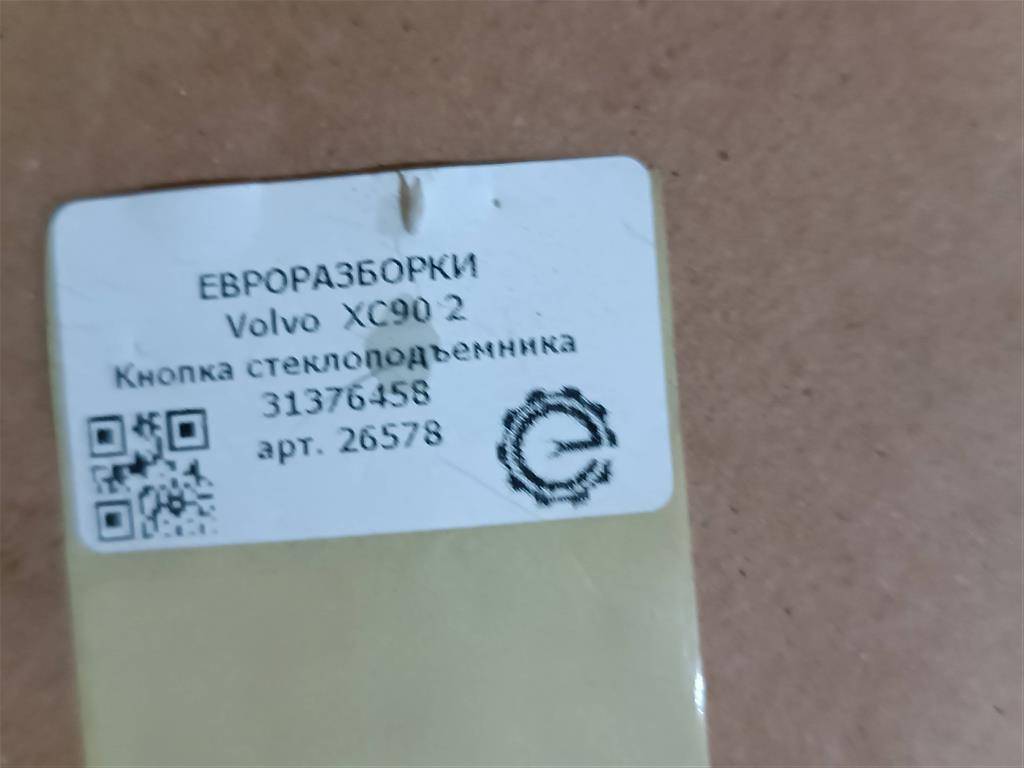 ЕВРОРАЗБОРКИ
Volvo XC90 2
Кнопка стеклоподъемника
31376458
арт. 26578